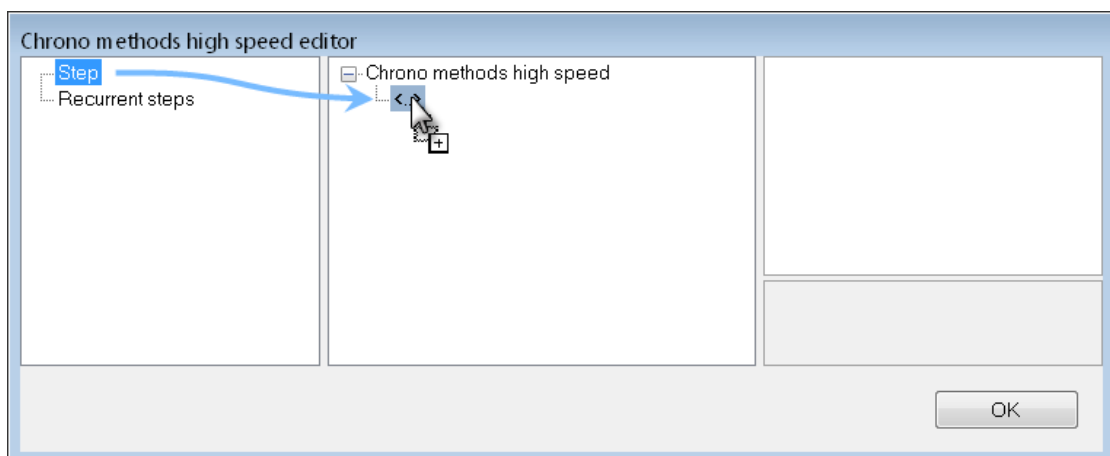 Chrono methods high speed editor
Step
Recurrent steps
Chrono methods high speed
<..>
OK